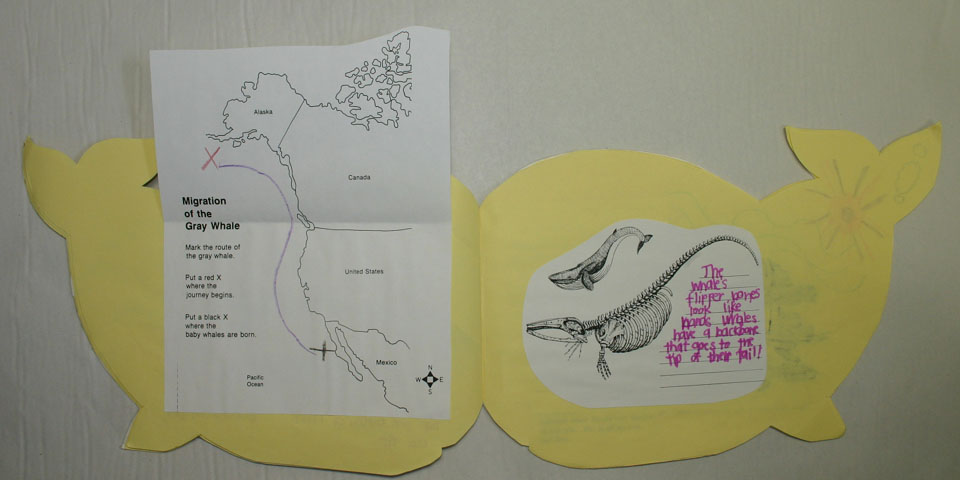 Alaska
Canada
Migration
of the
Gray Whale
Mark the route of
the gray whale.
Put a red X
where the
journey begins.
Put a black X
where the
baby whales are born.
United States
Mexico
Pacific
Ocean
N
W E
S
The
whale's
flipper bones
look like
hands Whales
have a backbone
that goes to the
tip of their tail!